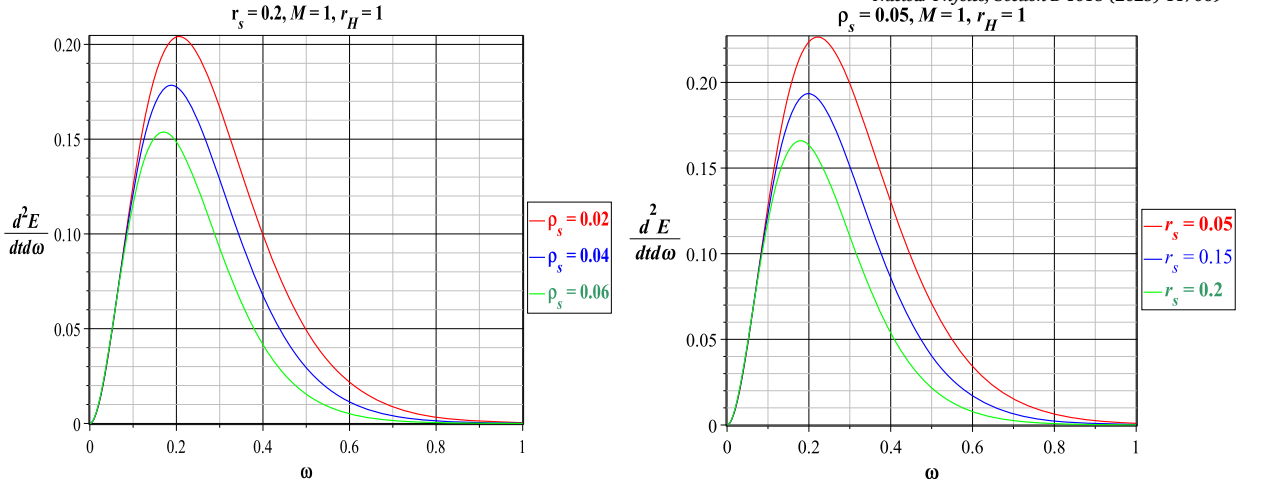 r_s = 0.2, M = 1, r_H = 1
0.20
0.15
0.10
0.05
0
d²E
dtdω
0
0.2
0.4
0.6
0.8
1
ω
ρ_s = 0.02
ρ_s = 0.04
ρ_s = 0.06
ρ_s = 0.05, M = 1, r_H = 1
0.20
0.15
0.10
0.05
0
d²E
dtdω
0
0.2
0.4
0.6
0.8
1
ω
r_s = 0.05
r_s = 0.15
r_s = 0.2